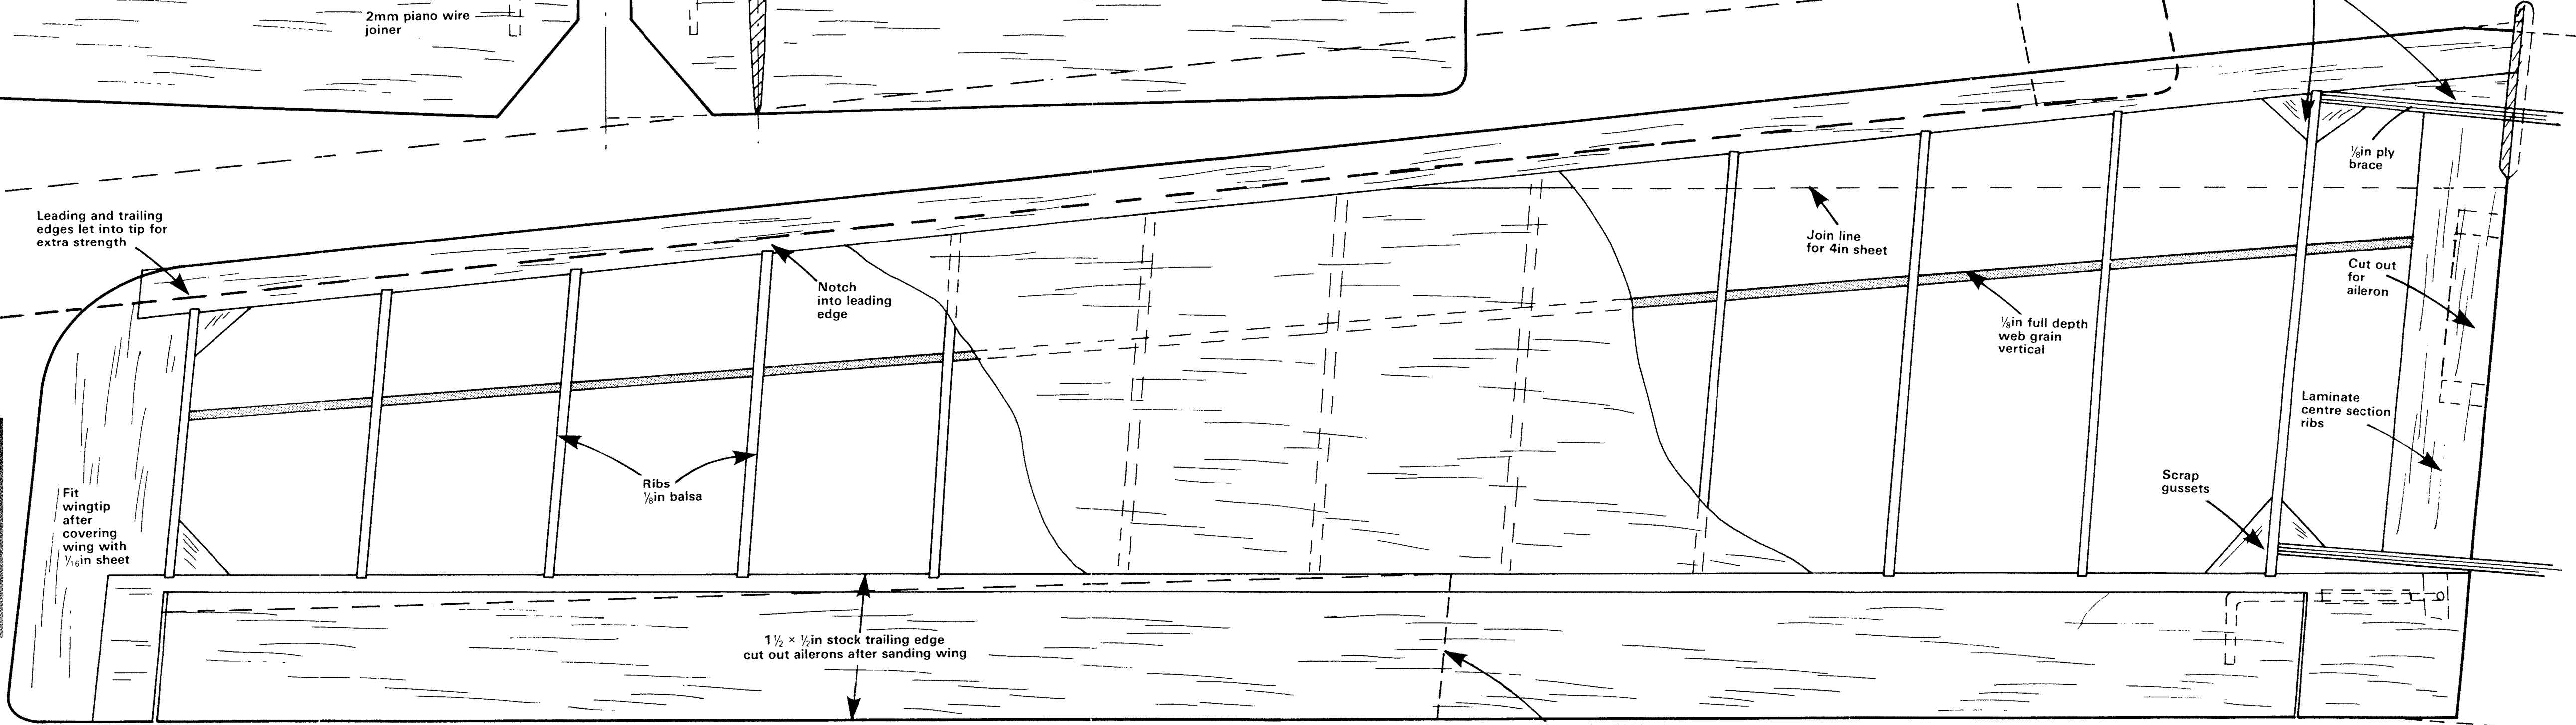 2mm piano wire
joiner
Leading and trailing
edges let into tip for
extra strength
Notch
into leading
edge
Join line
for 4in sheet
⅛in ply
brace
Cut out
for
aileron
⅛in full depth
web grain
vertical
Laminate
centre section
ribs
Scrap
gussets
Ribs
⅛in balsa
Fit
wingtip
after
covering
wing with
1/16in sheet
1½ × ½in stock trailing edge
cut out ailerons after sanding wing